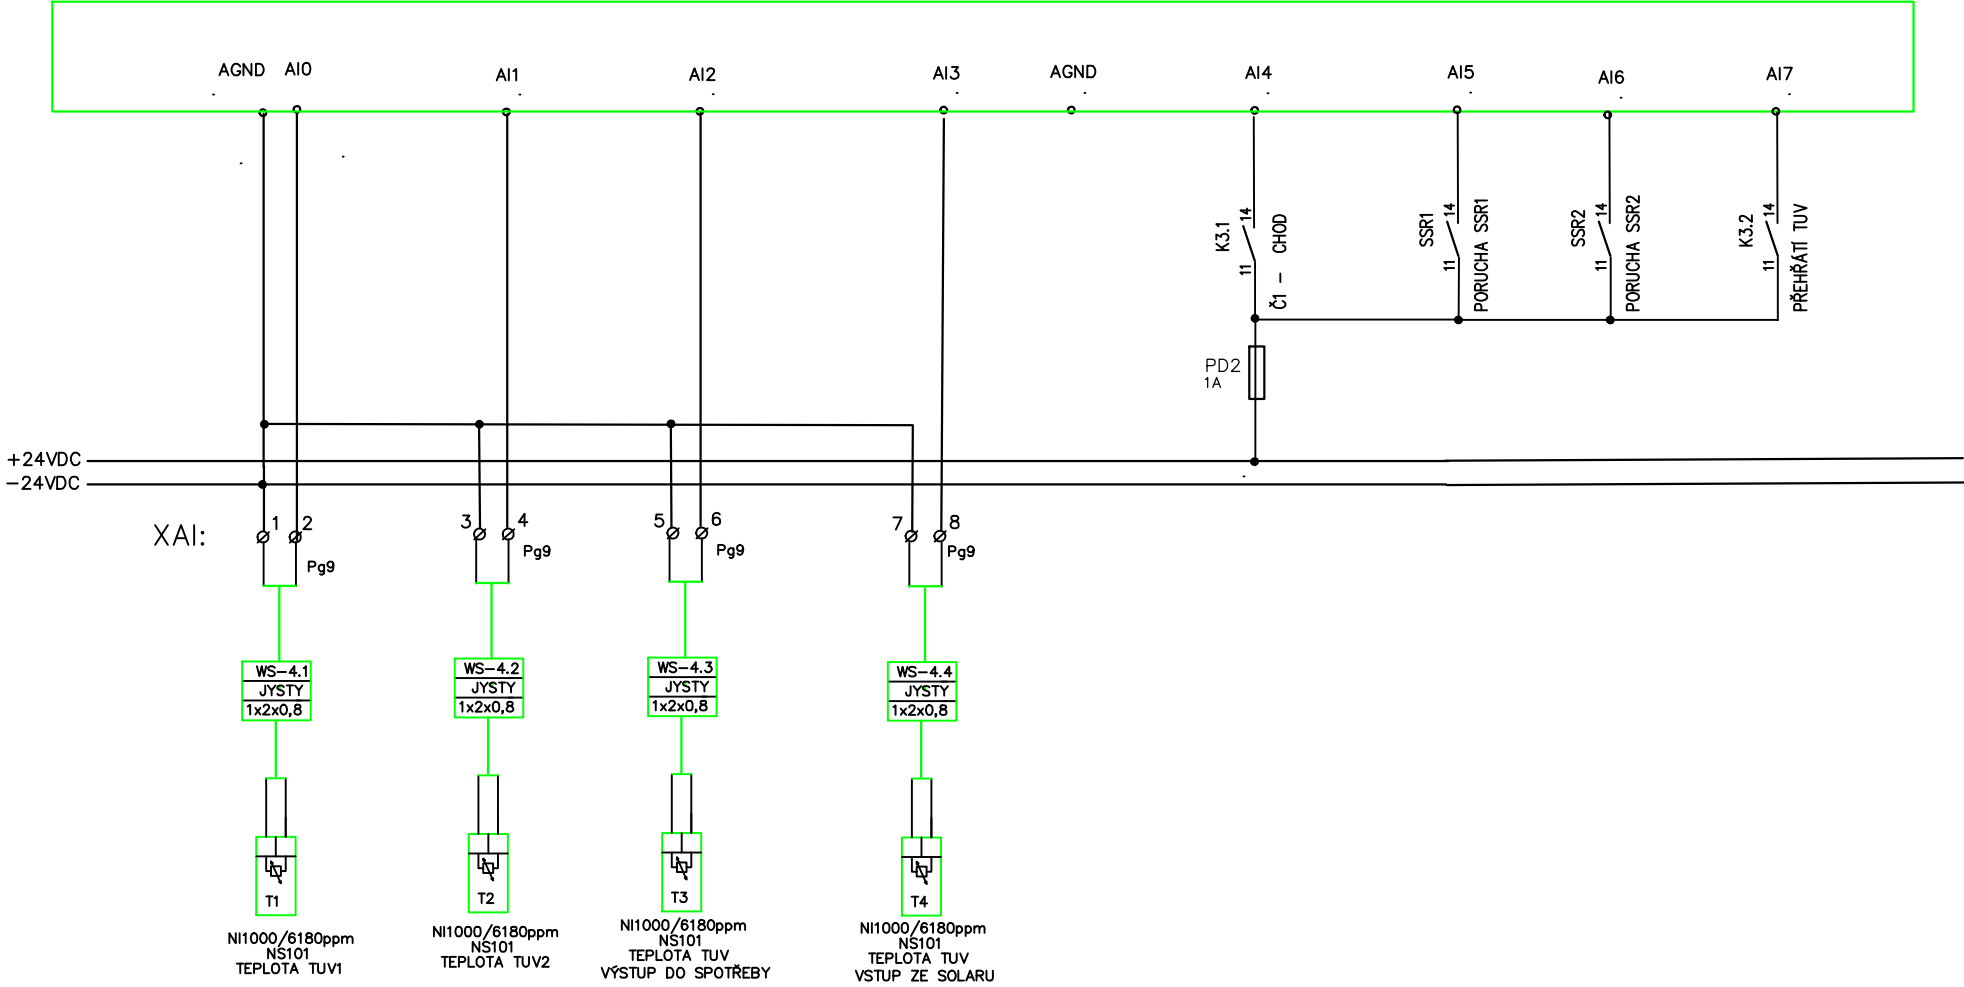 AGND AI0 AI1 AI2 AI3 AGND AI4 AI5 AI6 AI7
K3.1 14 11 Č1 - CHOD
SSR1 14 11 PORUCHA SSR1
SSR2 14 11 PORUCHA SSR2
K3.2 14 11 PŘEHŘÁTÍ TUV
PD2
1A
+24VDC
-24VDC
XAI: 1 2 3 4 5 6 7 8
Pg9 Pg9 Pg9 Pg9
WS-4.1
JYSTY
1x2x0,8
WS-4.2
JYSTY
1x2x0,8
WS-4.3
JYSTY
1x2x0,8
WS-4.4
JYSTY
1x2x0,8
T1
NI1000/6180ppm
NS101
TEPLOTA TUV1
T2
NI1000/6180ppm
NS101
TEPLOTA TUV2
T3
NI1000/6180ppm
NS101
TEPLOTA TUV
VÝSTUP DO SPOTŘEBY
T4
NI1000/6180ppm
NS101
TEPLOTA TUV
VSTUP ZE SOLARU